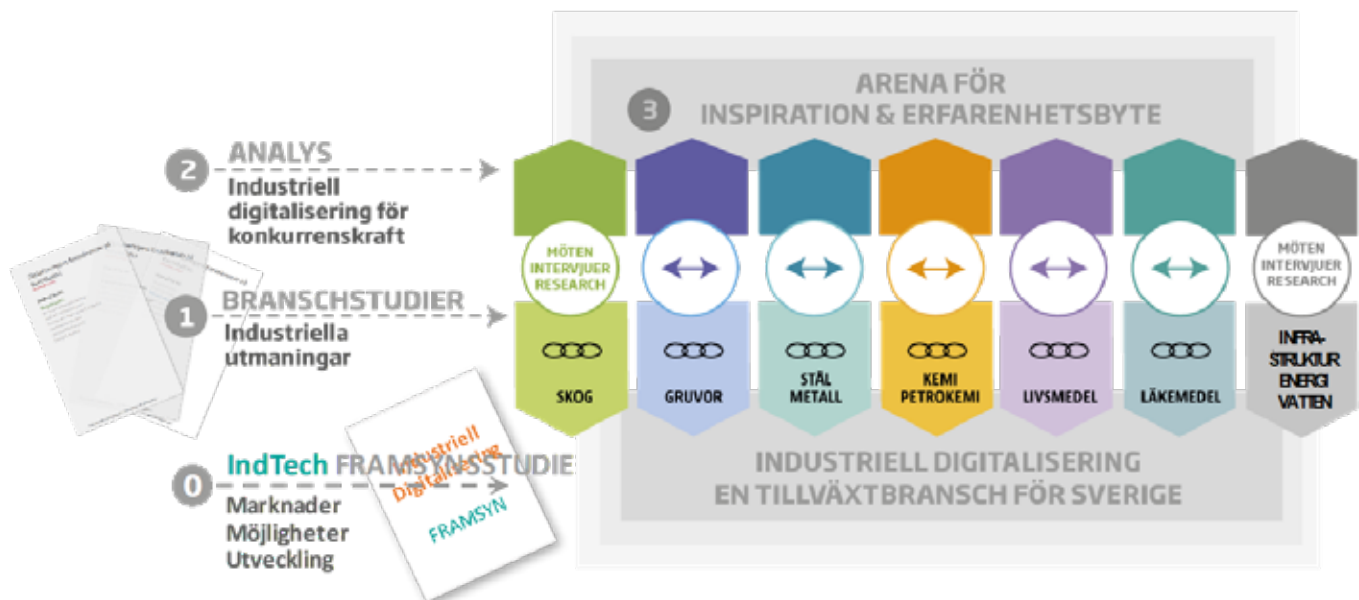 ARENA FÖR
3
INSPIRATION & ERFARENHETSBYTE
2
ANALYS
Industriell
digitalisering för
konkurrenskraft
1
BRANSCHSTUDIER
Industriella
utmaningar
0
IndTech FRAMSYNSSTUDIE
Marknader
Möjligheter
Utveckling
Industriell
Digitalisering
FRAMSYN
MÖTEN
INTERVJUER
RESEARCH
SKOG
GRUVOR
STÅL
METALL
KEMI
PETROKEMI
LIVSMEDEL
LÄKEMEDEL
MÖTEN
INTERVJUER
RESEARCH
INFRA-
STRUKTUR
ENERGI
VATTEN
INDUSTRIELL DIGITALISERING
EN TILLVÄXTBRANSCH FÖR SVERIGE